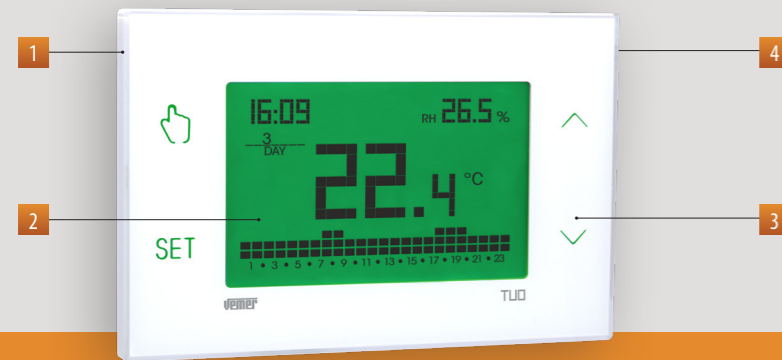 1
4
16:09
RH 26.5 %
3
DAY
22.4 °C
2
3
SET
1 • 3 • 5 • 7 • 9 • 11 • 13 • 15 • 17 • 19 • 21 • 23
vemer
TUO